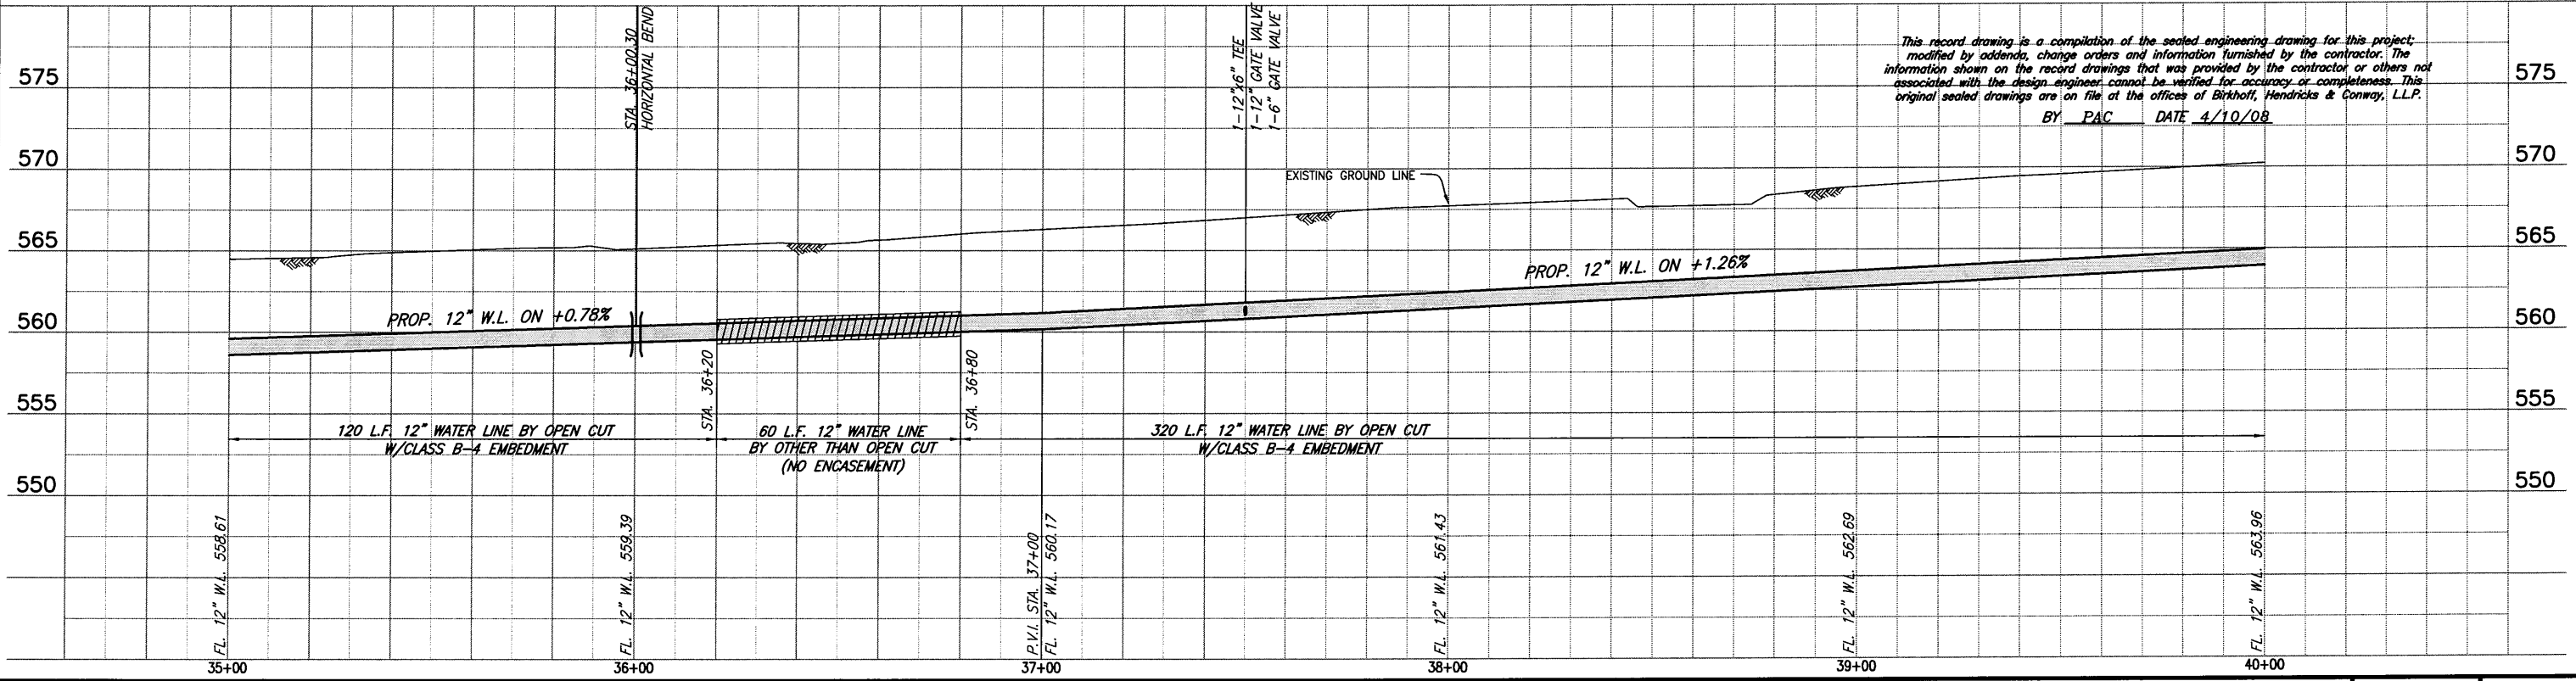 STA. 36+00.30
HORIZONTAL BEND
1-12"x6" TEE
1-12" GATE VALVE
1-6" GATE VALVE
This record drawing is a compilation of the sealed engineering drawing for this project;
modified by addenda, change orders and information furnished by the contractor. The
information shown on the record drawings that was provided by the contractor or others not
associated with the design engineer cannot be verified for accuracy or completeness. This
original sealed drawings are on file at the offices of Birkhoff, Hendricks & Conway, L.L.P.
BY PAC DATE 4/10/08
575
575
570
570
EXISTING GROUND LINE
565
565
PROP. 12" W.L. ON +0.78%
PROP. 12" W.L. ON +1.26%
560
560
STA. 36+20
STA. 36+80
555
555
120 L.F. 12" WATER LINE BY OPEN CUT
W/CLASS B-4 EMBEDMENT
60 L.F. 12" WATER LINE
BY OTHER THAN OPEN CUT
(NO ENCASEMENT)
320 L.F. 12" WATER LINE BY OPEN CUT
W/CLASS B-4 EMBEDMENT
550
550
FL. 12" W.L. 558.61
FL. 12" W.L. 559.39
P.V.I. STA. 37+00
FL. 12" W.L. 560.17
FL. 12" W.L. 561.43
FL. 12" W.L. 562.69
FL. 12" W.L. 563.96
35+00
36+00
37+00
38+00
39+00
40+00